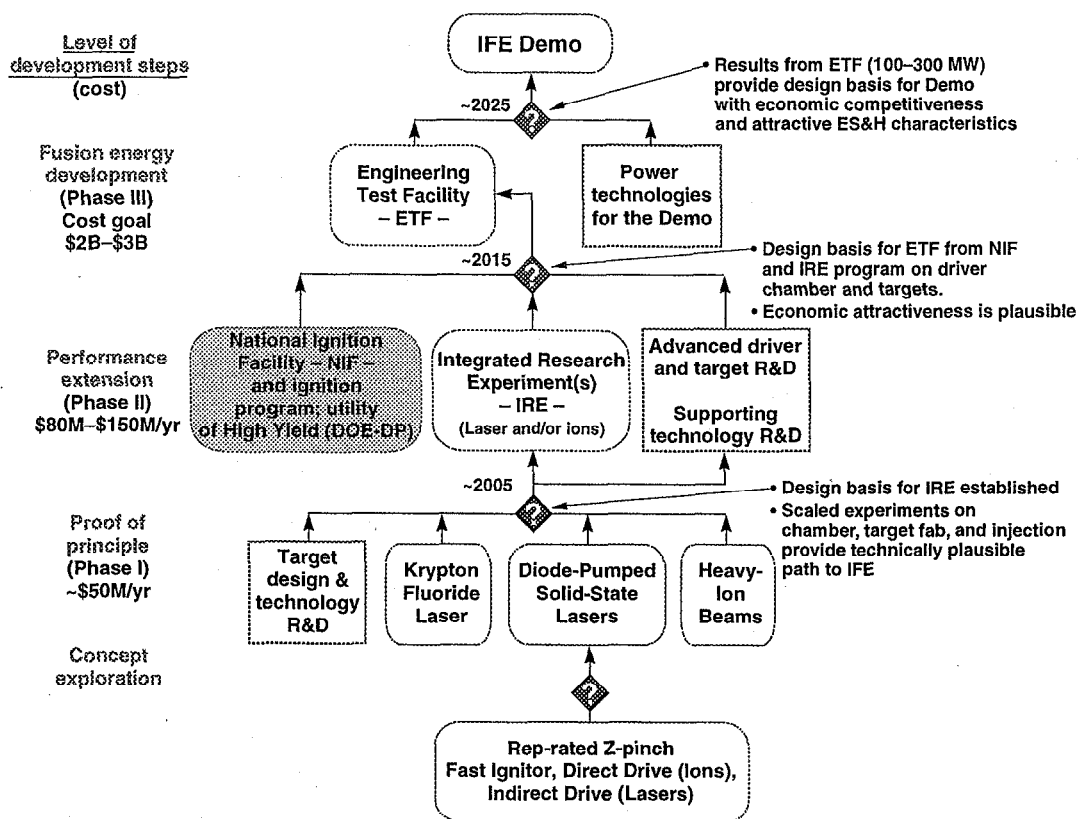 Level of
development steps
(cost)
IFE Demo
• Results from ETF (100–300 MW)
provide design basis for Demo
with economic competitiveness
and attractive ES&H characteristics
~2025
?
Fusion energy
development
(Phase III)
Cost goal
$2B–$3B
Engineering
Test Facility
– ETF –
Power
technologies
for the Demo
~2015
?
• Design basis for ETF from NIF
and IRE program on driver
chamber and targets.
• Economic attractiveness is plausible
Performance
extension
(Phase II)
$80M–$150M/yr
National Ignition
Facility – NIF –
and ignition
program; utility
of High Yield (DOE-DP)
Integrated Research
Experiment(s)
– IRE –
(Laser and/or ions)
Advanced driver
and target R&D
Supporting
technology R&D
~2005
?
• Design basis for IRE established
• Scaled experiments on
chamber, target fab, and injection
provide technically plausible
path to IFE
Proof of
principle
(Phase I)
~$50M/yr
Target
design &
technology
R&D
Krypton
Fluoride
Laser
Diode-Pumped
Solid-State
Lasers
Heavy-
Ion
Beams
Concept
exploration
?
Rep-rated Z-pinch
Fast Ignitor, Direct Drive (Ions),
Indirect Drive (Lasers)